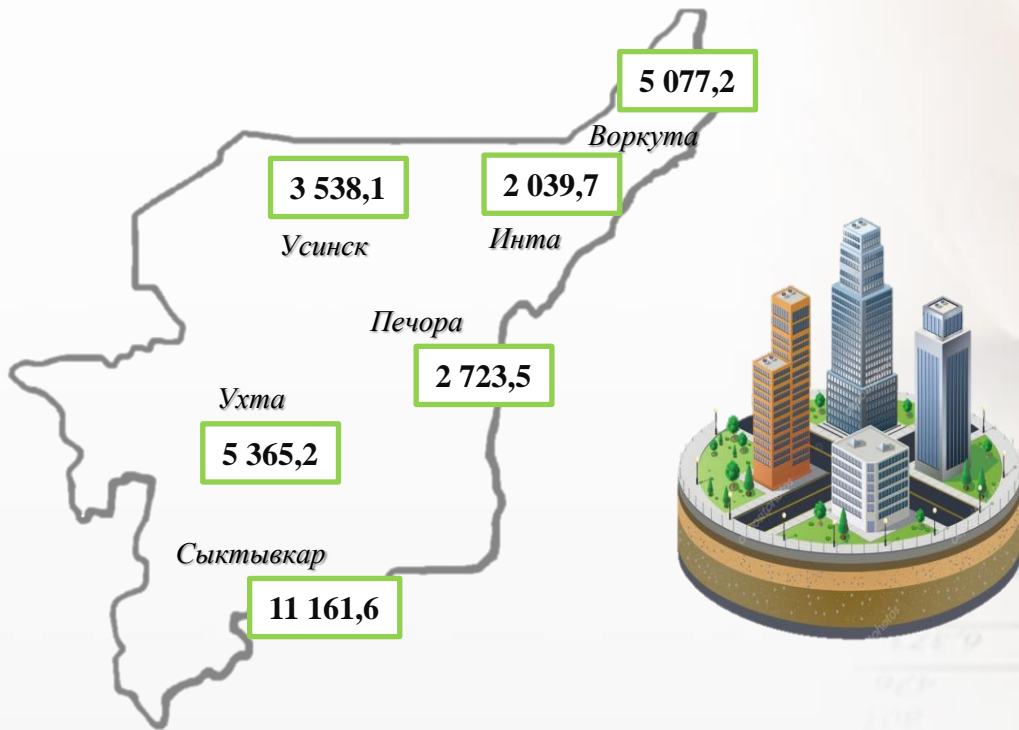 5 077,2
Воркута
3 538,1
Усинск
2 039,7
Инта
Печора
2 723,5
Ухта
5 365,2
Сыктывкар
11 161,6